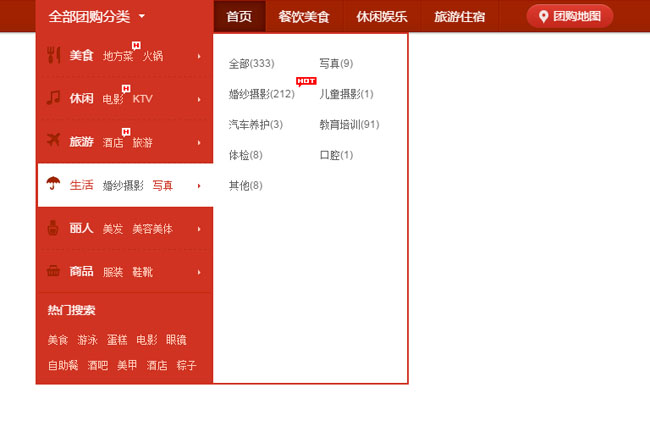 全部团购分类 首页 餐饮美食 休闲娱乐 旅游住宿 团购地图
美食 地方菜 H 火锅
休闲 电影 H KTV
旅游 酒店 H 旅游
生活 婚纱摄影 写真
丽人 美发 美容美体
商品 服装 鞋靴
热门搜索
美食 游泳 蛋糕 电影 眼镜
自助餐 酒吧 美甲 酒店 粽子
全部(333) 写真(9)
婚纱摄影(212) HOT 儿童摄影(1)
汽车养护(3) 教育培训(91)
体检(8) 口腔(1)
其他(8)